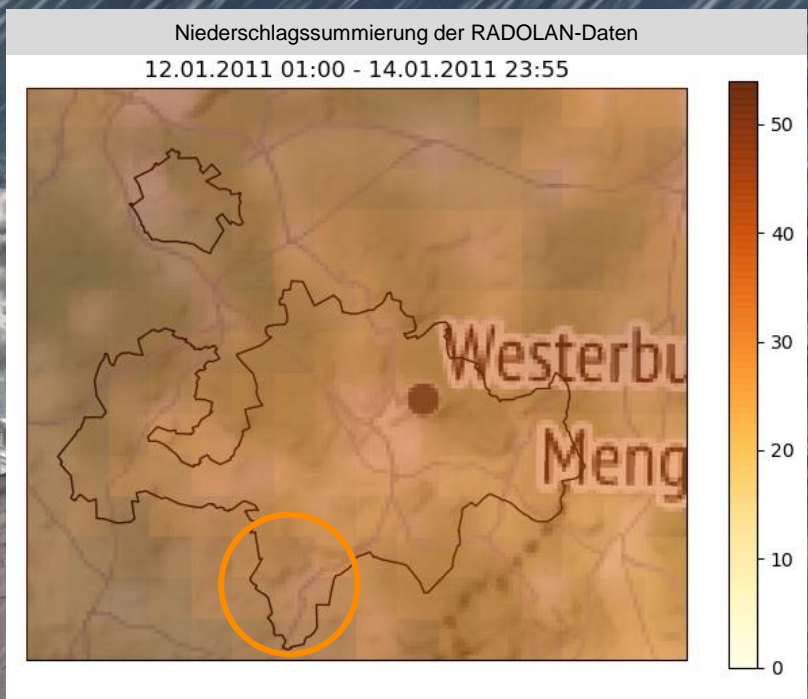 Niederschlagssummierung der RADOLAN-Daten
12.01.2011 01:00 - 14.01.2011 23:55
50
40
Westerbu
30
Meng
20
10
0